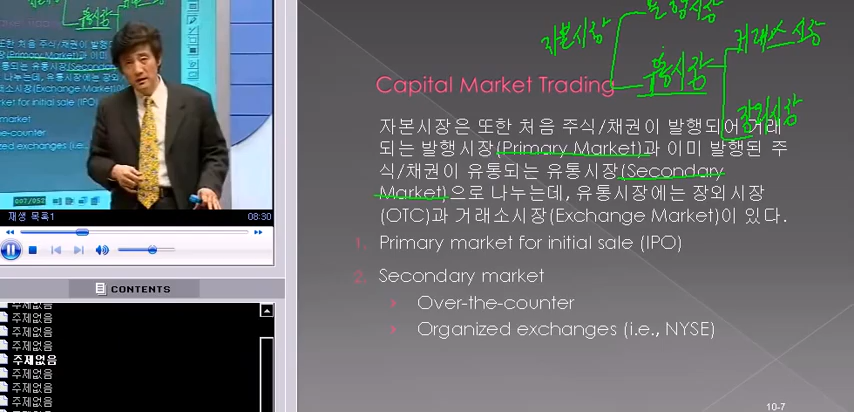 재생 목록1
08:30
007/052
CONTENTS
주제없음
주제없음
주제없음
주제없음
주제없음
주제없음
주제없음
자본시장
발행시장
유통시장
거래소 시장
장외시장
Capital Market Trading
자본시장은 또한 처음 주식/채권이 발행되어 거래
되는 발행시장(Primary Market)과 이미 발행된 주
식/채권이 유통되는 유통시장(Secondary
Market)으로 나누는데, 유통시장에는 장외시장
(OTC)과 거래소시장(Exchange Market)이 있다.
1. Primary market for initial sale (IPO)
2. Secondary market
Over-the-counter
Organized exchanges (i.e., NYSE)
10-7